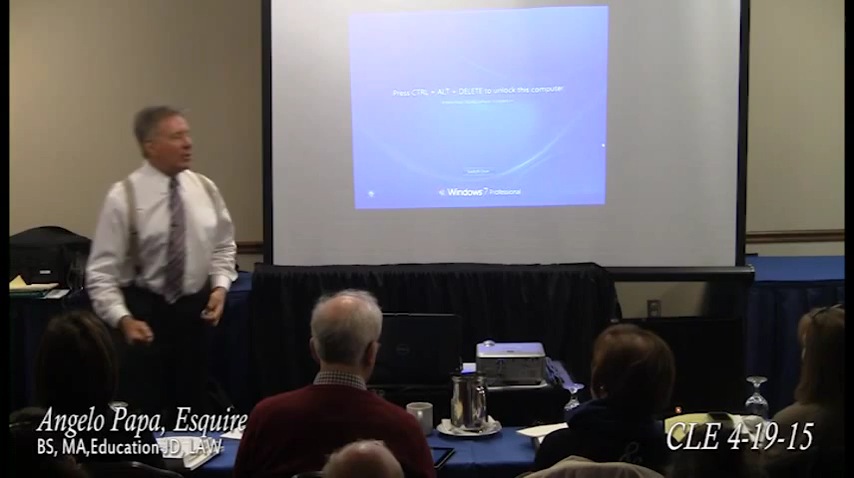 Press CTRL + ALT + DELETE to unlock this computer
Windows 7 Professional
Angelo Papa, Esquire
BS, MA,Education-JD, LAW
CLE 4-19-15